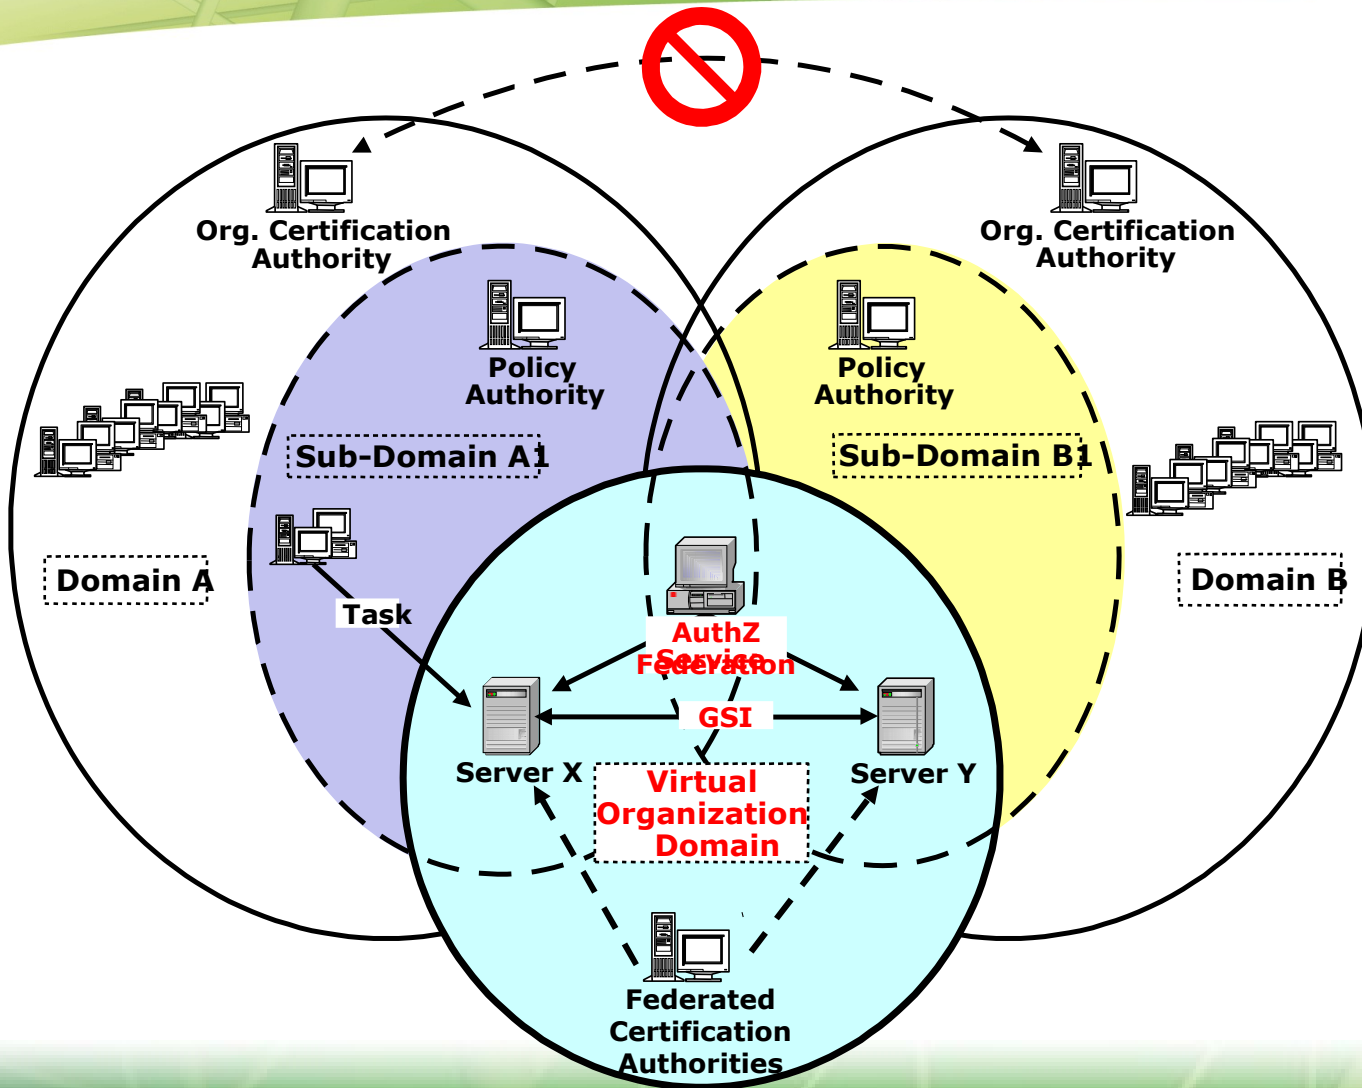 Org. Certification
Authority
Org. Certification
Authority
Policy
Authority
Policy
Authority
Sub-Domain A1
Sub-Domain B1
Domain A
Domain B
Task
AuthZ
Service
Federation
GSI
Server X
Server Y
Virtual
Organization
Domain
Federated
Certification
Authorities